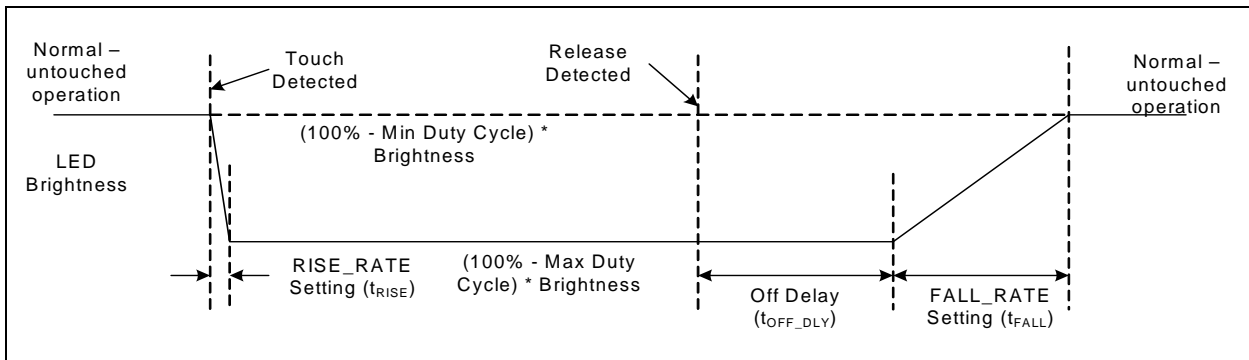 Normal –
untouched
operation
Touch
Detected
Release
Detected
Normal –
untouched
operation
(100% - Min Duty Cycle) *
Brightness
LED
Brightness
RISE_RATE
Setting (tRISE)
(100% - Max Duty
Cycle) * Brightness
Off Delay
(tOFF_DLY)
FALL_RATE
Setting (tFALL)